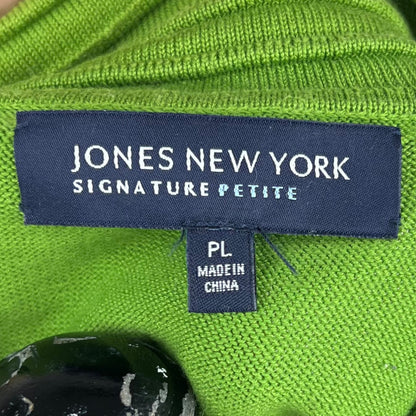 JONES NEW YORK
SIGNATURE PETITE
PL
MADE IN
CHINA